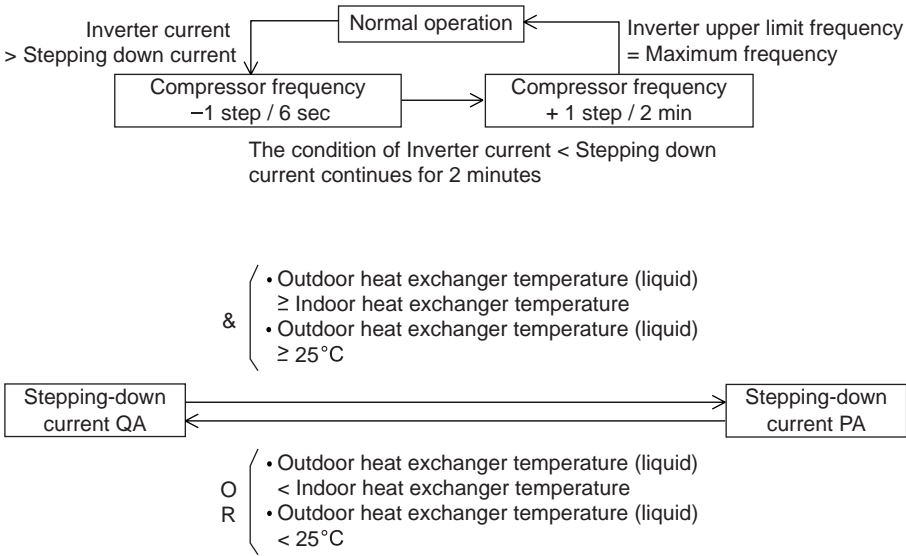 Normal operation
Inverter current
> Stepping down current
Inverter upper limit frequency
= Maximum frequency
Compressor frequency
−1 step / 6 sec
Compressor frequency
+ 1 step / 2 min
The condition of Inverter current < Stepping down
current continues for 2 minutes
&
• Outdoor heat exchanger temperature (liquid)
≥ Indoor heat exchanger temperature
• Outdoor heat exchanger temperature (liquid)
≥ 25°C
Stepping-down
current QA
Stepping-down
current PA
O
R
• Outdoor heat exchanger temperature (liquid)
< Indoor heat exchanger temperature
• Outdoor heat exchanger temperature (liquid)
< 25°C